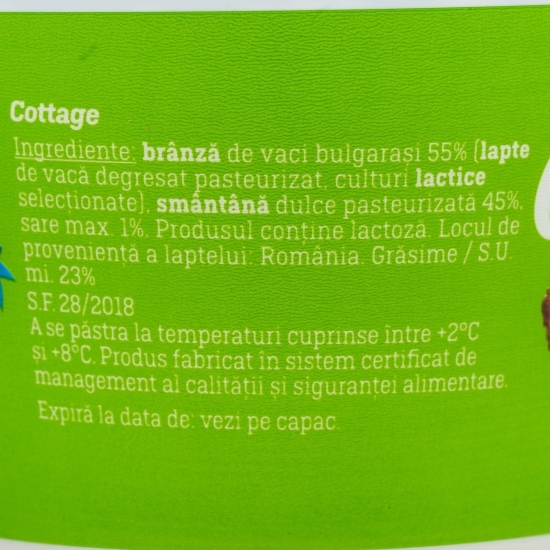 Cottage
Ingrediente: brânză de vaci bulgarași 55% (lapte
de vacă degresat pasteurizat, culturi lactice
selecționate), smântână dulce pasteurizată 45%,
sare max. 1%. Produsul conține lactoză. Locul de
proveniență a laptelui: România. Grăsime / S.U.
mi. 23%
S.F. 28/2018
A se păstra la temperaturi cuprinse între +2°C
și +8°C. Produs fabricat în sistem certificat de
management al calității și siguranței alimentare.
Expiră la data de: vezi pe capac.